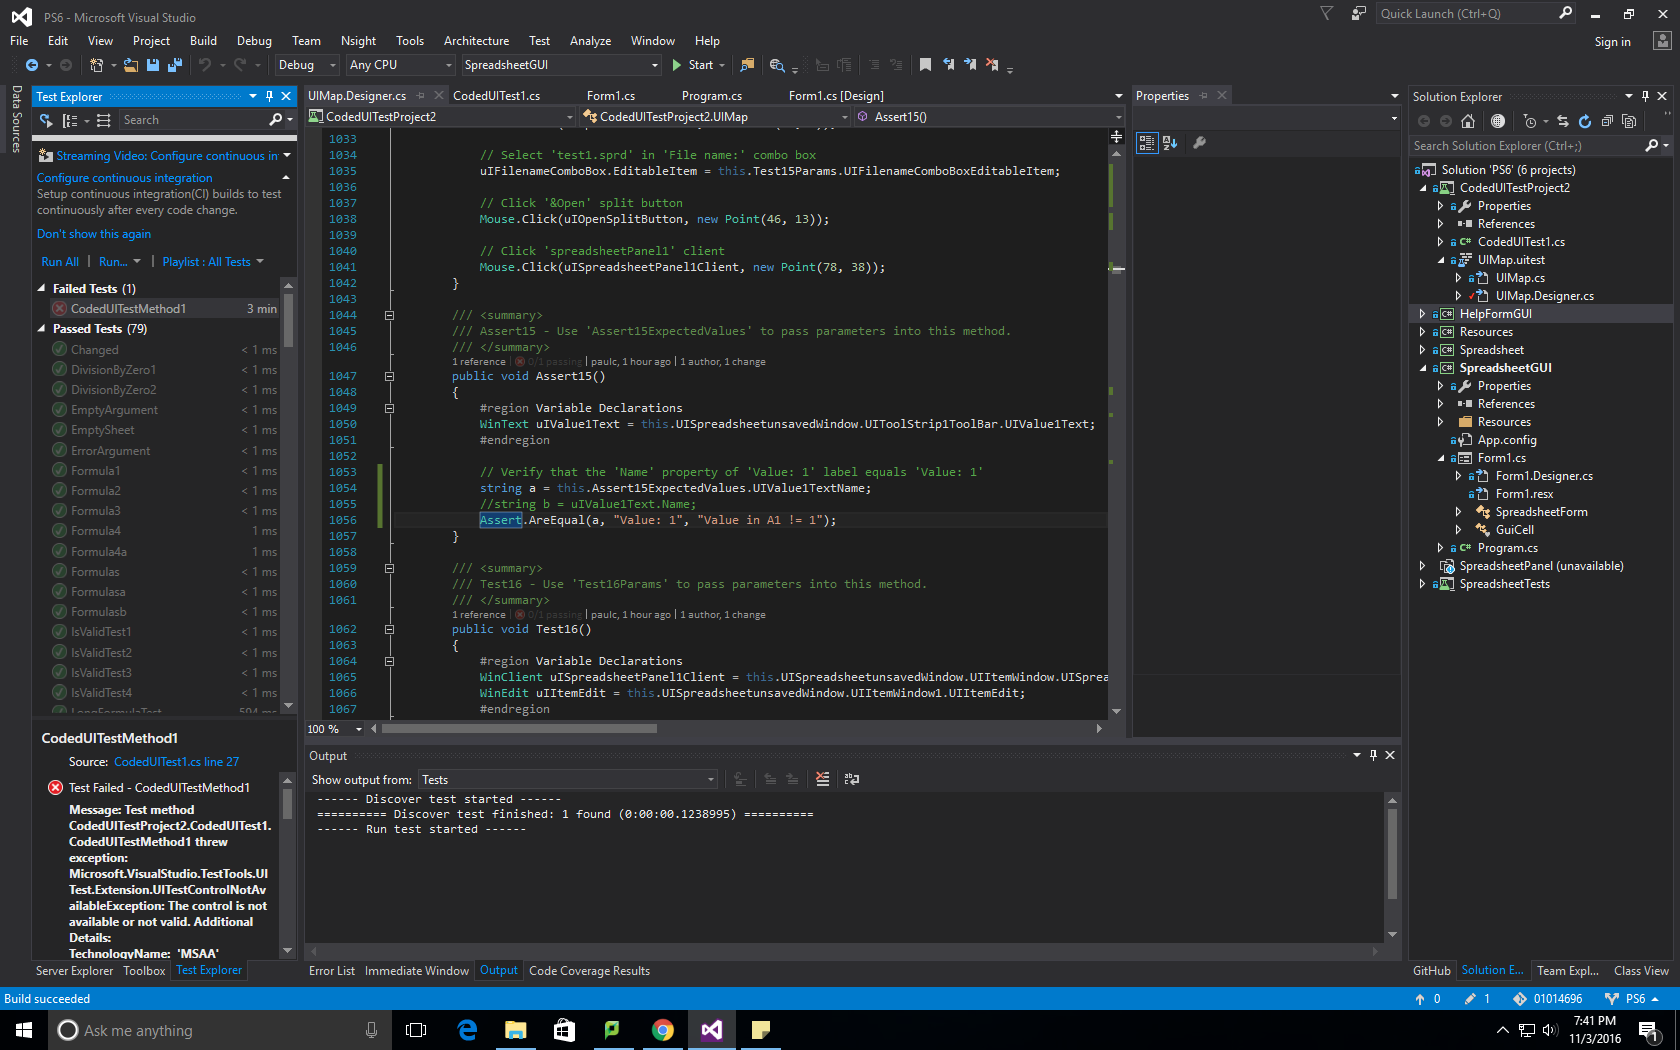 PS6 - Microsoft Visual Studio
Quick Launch (Ctrl+Q)
File Edit View Project Build Debug Team Nsight Tools Architecture Test Analyze Window Help
Sign in
Debug Any CPU SpreadsheetGUI Start
Data Sources
Test Explorer
Search
Streaming Video: Configure continuous in
Configure continuous integration
Setup continuous integration(CI) builds to test
continuously after every code change.
Don't show this again
Run All | Run... | Playlist : All Tests
Failed Tests (1)
CodedUITestMethod1 3 min
Passed Tests (79)
Changed < 1 ms
DivisionByZero1 < 1 ms
DivisionByZero2 < 1 ms
EmptyArgument < 1 ms
EmptySheet < 1 ms
ErrorArgument < 1 ms
Formula1 < 1 ms
Formula2 < 1 ms
Formula3 < 1 ms
Formula4 1 ms
Formula4a < 1 ms
Formulas < 1 ms
Formulasa < 1 ms
Formulasb < 1 ms
IsValidTest1 < 1 ms
IsValidTest2 < 1 ms
IsValidTest3 < 1 ms
IsValidTest4 < 1 ms
LongFormulaTest 594 ms
CodedUITestMethod1
Source: CodedUITest1.cs line 27
Test Failed - CodedUITestMethod1
Message: Test method
CodedUITestProject2.CodedUITest1.
CodedUITestMethod1 threw
exception:
Microsoft.VisualStudio.TestTools.UI
Test.Extension.UITestControlNotAv
ailableException: The control is not
available or not valid. Additional
Details:
TechnologyName: 'MSAA'
Server Explorer Toolbox Test Explorer
UIMap.Designer.cs CodedUITest1.cs Form1.cs Program.cs Form1.cs [Design]
CodedUITestProject2 CodedUITestProject2.UIMap Assert15()
1033
1034 // Select 'test1.sprd' in 'File name:' combo box
1035 uIFilenameComboBox.EditableItem = this.Test15Params.UIFilenameComboBoxEditableItem;
1036
1037 // Click '&Open' split button
1038 Mouse.Click(uIOpenSplitButton, new Point(46, 13));
1039
1040 // Click 'spreadsheetPanel1' client
1041 Mouse.Click(uISpreadsheetPanel1Client, new Point(78, 38));
1042 }
1043
1044 /// <summary>
1045 /// Assert15 - Use 'Assert15ExpectedValues' to pass parameters into this method.
1046 /// </summary>
1 reference | 0/1 passing | paulc, 1 hour ago | 1 author, 1 change
1047 public void Assert15()
1048 {
1049 #region Variable Declarations
1050 WinText uIValue1Text = this.UISpreadsheetunsavedWindow.UIToolStrip1ToolBar.UIValue1Text;
1051 #endregion
1052
1053 // Verify that the 'Name' property of 'Value: 1' label equals 'Value: 1'
1054 string a = this.Assert15ExpectedValues.UIValue1TextName;
1055 //string b = uIValue1Text.Name;
1056 Assert.AreEqual(a, "Value: 1", "Value in A1 != 1");
1057 }
1058
1059 /// <summary>
1060 /// Test16 - Use 'Test16Params' to pass parameters into this method.
1061 /// </summary>
1 reference | 0/1 passing | paulc, 1 hour ago | 1 author, 1 change
1062 public void Test16()
1063 {
1064 #region Variable Declarations
1065 WinClient uISpreadsheetPanel1Client = this.UISpreadsheetunsavedWindow.UIItemWindow.UISprea
1066 WinEdit uIItemEdit = this.UISpreadsheetunsavedWindow.UIItemWindow1.UIItemEdit;
1067 #endregion
100 %
Output
Show output from: Tests
------ Discover test started ------
========== Discover test finished: 1 found (0:00:00.1238995) ==========
------ Run test started ------
Error List Immediate Window Output Code Coverage Results
Properties
Solution Explorer
Search Solution Explorer (Ctrl+;)
Solution 'PS6' (6 projects)
CodedUITestProject2
Properties
References
CodedUITest1.cs
UIMap.uitest
UIMap.cs
UIMap.Designer.cs
HelpFormGUI
Resources
Spreadsheet
SpreadsheetGUI
Properties
References
Resources
App.config
Form1.cs
Form1.Designer.cs
Form1.resx
SpreadsheetForm
GuiCell
Program.cs
SpreadsheetPanel (unavailable)
SpreadsheetTests
GitHub Solution E... Team Expl... Class View
Build succeeded
0 1 01014696 PS6
Ask me anything
7:41 PM
11/3/2016
1